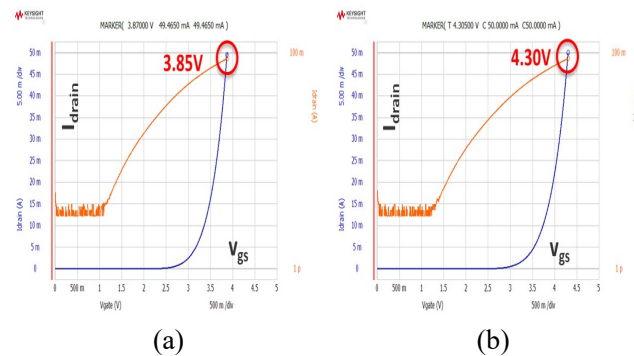 KEYSIGHT
MARKER( 3.87000 V 49.4650 mA 49.4650 mA)
5.00 m /div
Idrain (A)
50 m
45 m
40 m
35 m
30 m
25 m
20 m
15 m
10 m
5 m
0
Idrain
3.85V
Vgs
100 m
Idrain (A)
1 p
0 500 m 1 1.5 2 2.5 3 3.5 4 4.5 5
Vgate (V) 500 m /div
(a)
KEYSIGHT
MARKER( T 4.30500 V C 50.0000 mA C50.0000 mA)
5.00 m /div
Idrain (A)
50 m
45 m
40 m
35 m
30 m
25 m
20 m
15 m
10 m
5 m
0
Idrain
4.30V
Vgs
100 m
1 p
0 500 m 1 1.5 2 2.5 3 3.5 4 4.5 5
Vgate (V) 500 m /div
(b)